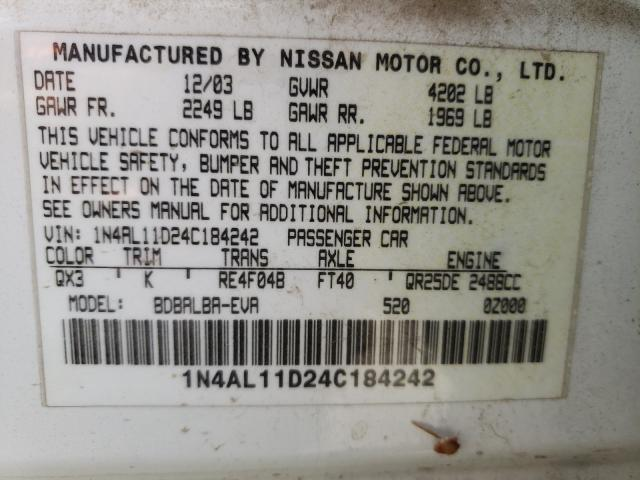 MANUFACTURED BY NISSAN MOTOR CO., LTD.
DATE 12/03 GVWR 4202 LB
GAWR FR. 2249 LB GAWR RR. 1969 LB
THIS VEHICLE CONFORMS TO ALL APPLICABLE FEDERAL MOTOR
VEHICLE SAFETY, BUMPER AND THEFT PREVENTION STANDARDS
IN EFFECT ON THE DATE OF MANUFACTURE SHOWN ABOVE.
SEE OWNERS MANUAL FOR ADDITIONAL INFORMATION.
VIN: 1N4AL11D24C184242 PASSENGER CAR
COLOR TRIM TRANS AXLE ENGINE
QX3 K RE4F04B FT40 QR25DE 2488CC
MODEL: BDBALBA-EVA 520 0Z000
1N4AL11D24C184242